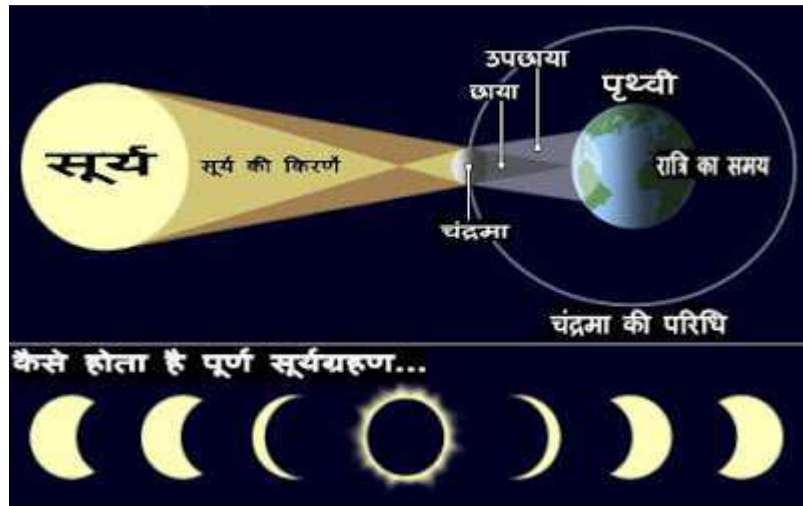 उपछाया
छाया
पृथ्वी
सूर्य
सूर्य की किरणें
रात्रि का समय
चंद्रमा
चंद्रमा की परिधि
कैसे होता है पूर्ण सूर्यग्रहण...